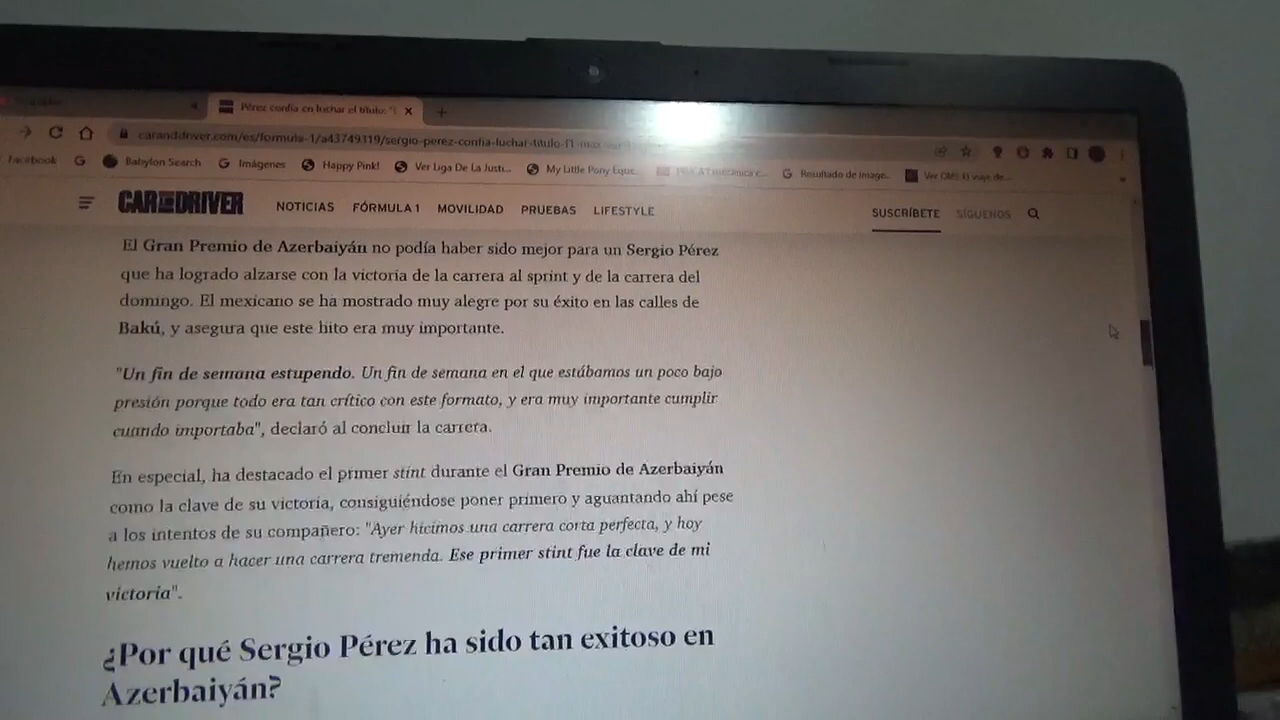 Pérez confía en luchar el título: "
caranddriver.com/es/formula-1/a43749319/sergio-perez-confia-luchar-titulo-f1-max
Facebook
Babylon Search
Imágenes
Happy Pink!
Ver Liga De La Justi...
My Little Pony Eque...
Resultado de image...
Ver Olé! El viaje de...
CAR AND DRIVER
NOTICIAS FÓRMULA 1 MOVILIDAD PRUEBAS LIFESTYLE
SUSCRÍBETE SÍGUENOS
El Gran Premio de Azerbaiyán no podía haber sido mejor para un Sergio Pérez
que ha logrado alzarse con la victoria de la carrera al sprint y de la carrera del
domingo. El mexicano se ha mostrado muy alegre por su éxito en las calles de
Bakú, y asegura que este hito era muy importante.
"Un fin de semana estupendo. Un fin de semana en el que estábamos un poco bajo
presión porque todo era tan crítico con este formato, y era muy importante cumplir
cuando importaba", declaró al concluir la carrera.
En especial, ha destacado el primer stint durante el Gran Premio de Azerbaiyán
como la clave de su victoria, consiguiéndose poner primero y aguantando ahí pese
a los intentos de su compañero: "Ayer hicimos una carrera corta perfecta, y hoy
hemos vuelto a hacer una carrera tremenda. Ese primer stint fue la clave de mi
victoria".
¿Por qué Sergio Pérez ha sido tan exitoso en
Azerbaiyán?